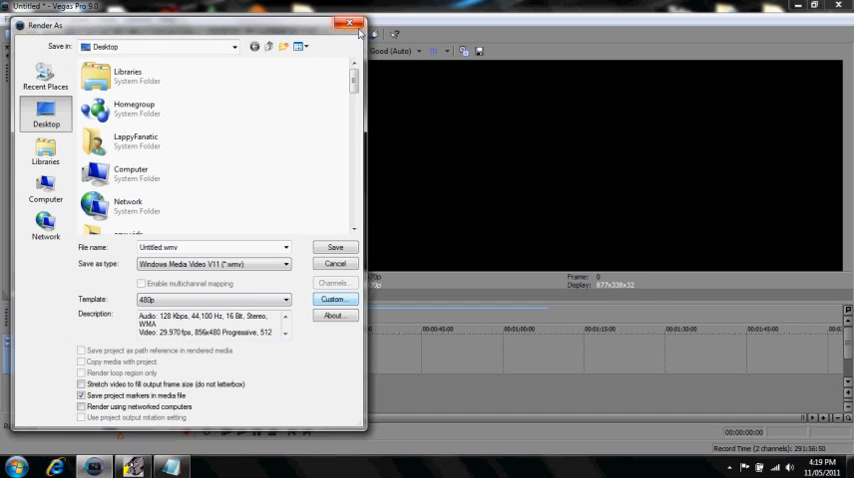 Untitled * - Vegas Pro 9.0
Render As
Save in:
Desktop
Good (Auto)
Recent Places
Desktop
Libraries
Computer
Network
Libraries
System Folder
Homegroup
System Folder
LappyFanatic
System Folder
Computer
System Folder
Network
System Folder
File name:
Untitled.wmv
Save
Save as type:
Windows Media Video V11 (*.wmv)
Cancel
Enable multichannel mapping
Channels...
Template:
480p
Custom...
Description:
Audio: 128 Kbps, 44,100 Hz, 16 Bit, Stereo,
WMA
Video: 29.970 fps, 856x480 Progressive, 512
About...
Save project as path reference in rendered media
Copy media with project
Render loop region only
Stretch video to fill output frame size (do not letterbox)
Save project markers in media file
Render using networked computers
Use project output rotation setting
Frame: 0
Display: 877x338x32
00:00:45:00
00:01:00:00
00:01:15:00
00:01:30:00
00:00:00:00
Record Time (2 channels): 291:56:50
4:19 PM
11/05/2011